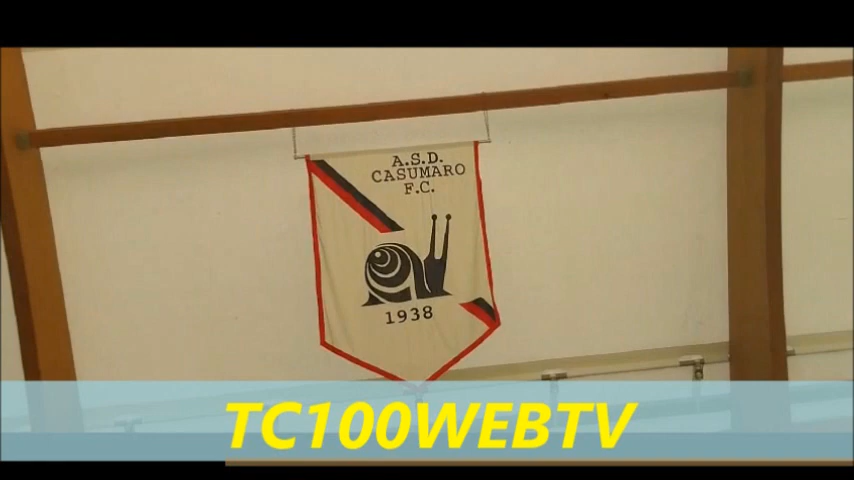 A.S.D.
CASUMARO
F.C.
1938
TC100WEBTV